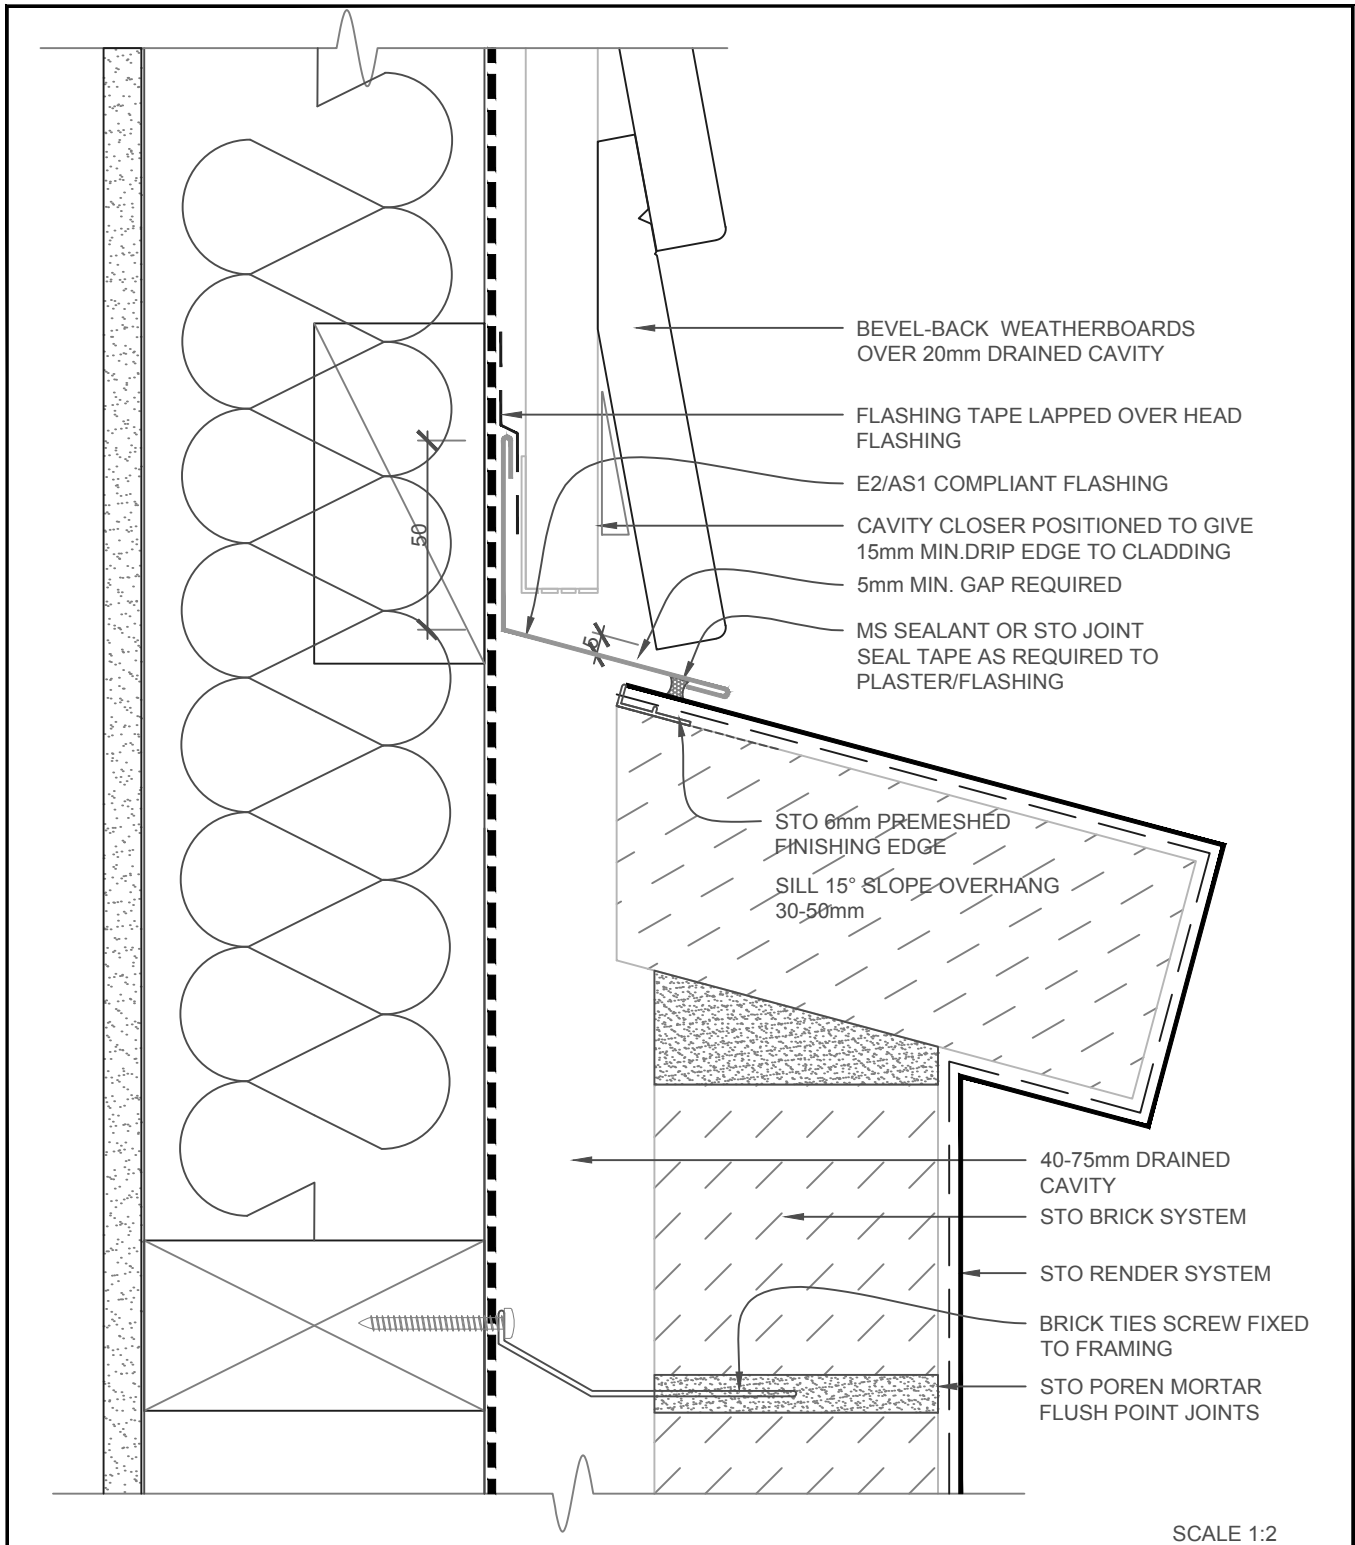 BEVEL-BACK WEATHERBOARDS
OVER 20mm DRAINED CAVITY
FLASHING TAPE LAPPED OVER HEAD
FLASHING
E2/AS1 COMPLIANT FLASHING
CAVITY CLOSER POSITIONED TO GIVE
15mm MIN.DRIP EDGE TO CLADDING
50
5mm MIN. GAP REQUIRED
5
MS SEALANT OR STO JOINT
SEAL TAPE AS REQUIRED TO
PLASTER/FLASHING
STO 6mm PREMESHED
FINISHING EDGE
SILL 15° SLOPE OVERHANG
30-50mm
40-75mm DRAINED
CAVITY
STO BRICK SYSTEM
STO RENDER SYSTEM
BRICK TIES SCREW FIXED
TO FRAMING
STO POREN MORTAR
FLUSH POINT JOINTS
SCALE 1:2